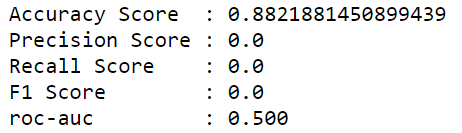 Accuracy Score  : 0.8821881450899439
Precision Score : 0.0
Recall Score    : 0.0
F1 Score        : 0.0
roc-auc         : 0.500